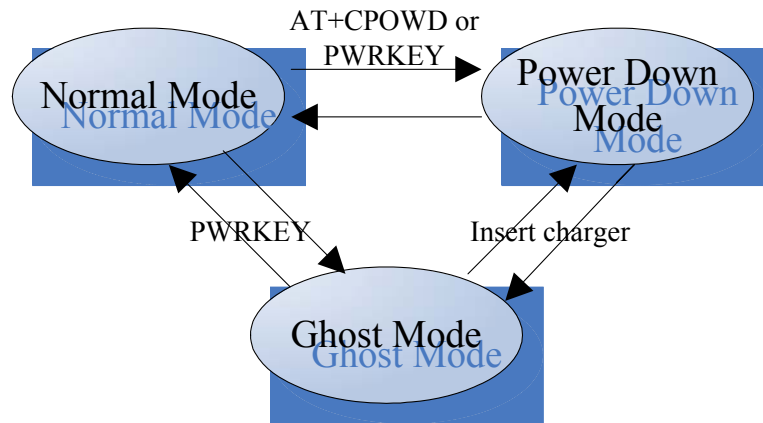 AT+CPOWD or
PWRKEY
Normal Mode
Normal Mode
Power Down
Mode
Power Down
Mode
PWRKEY
Insert charger
Ghost Mode
Ghost Mode